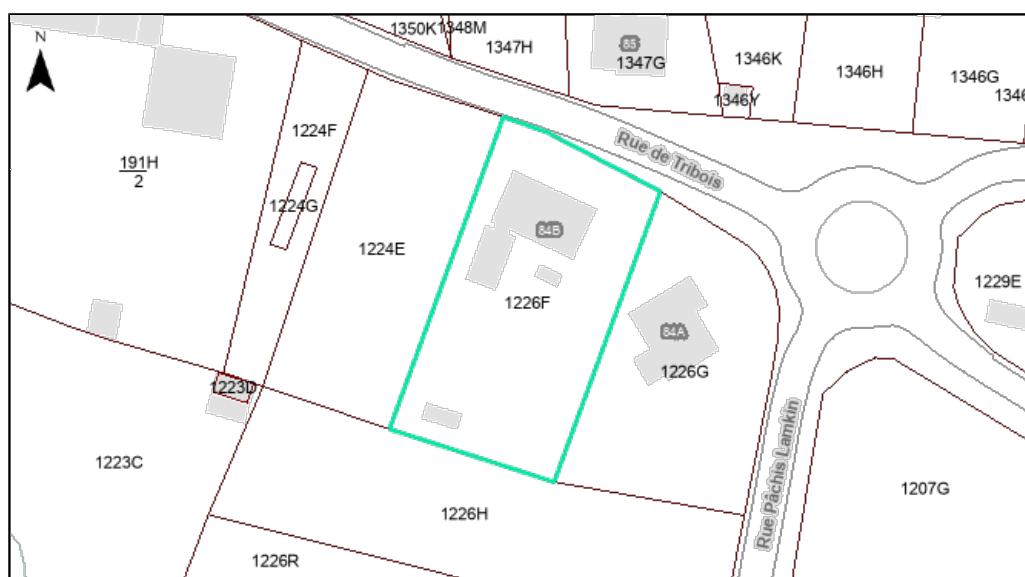 1350K
1348M
1347H
85
1347G
1346K
1346H
1346G
1346Y
N
1224F
Rue de Tribois
191H
2
1224G
84B
1224E
1229E
1226F
84A
1226G
1223D
1223C
Rue Pâchis Lamkin
1207G
1226H
1226R